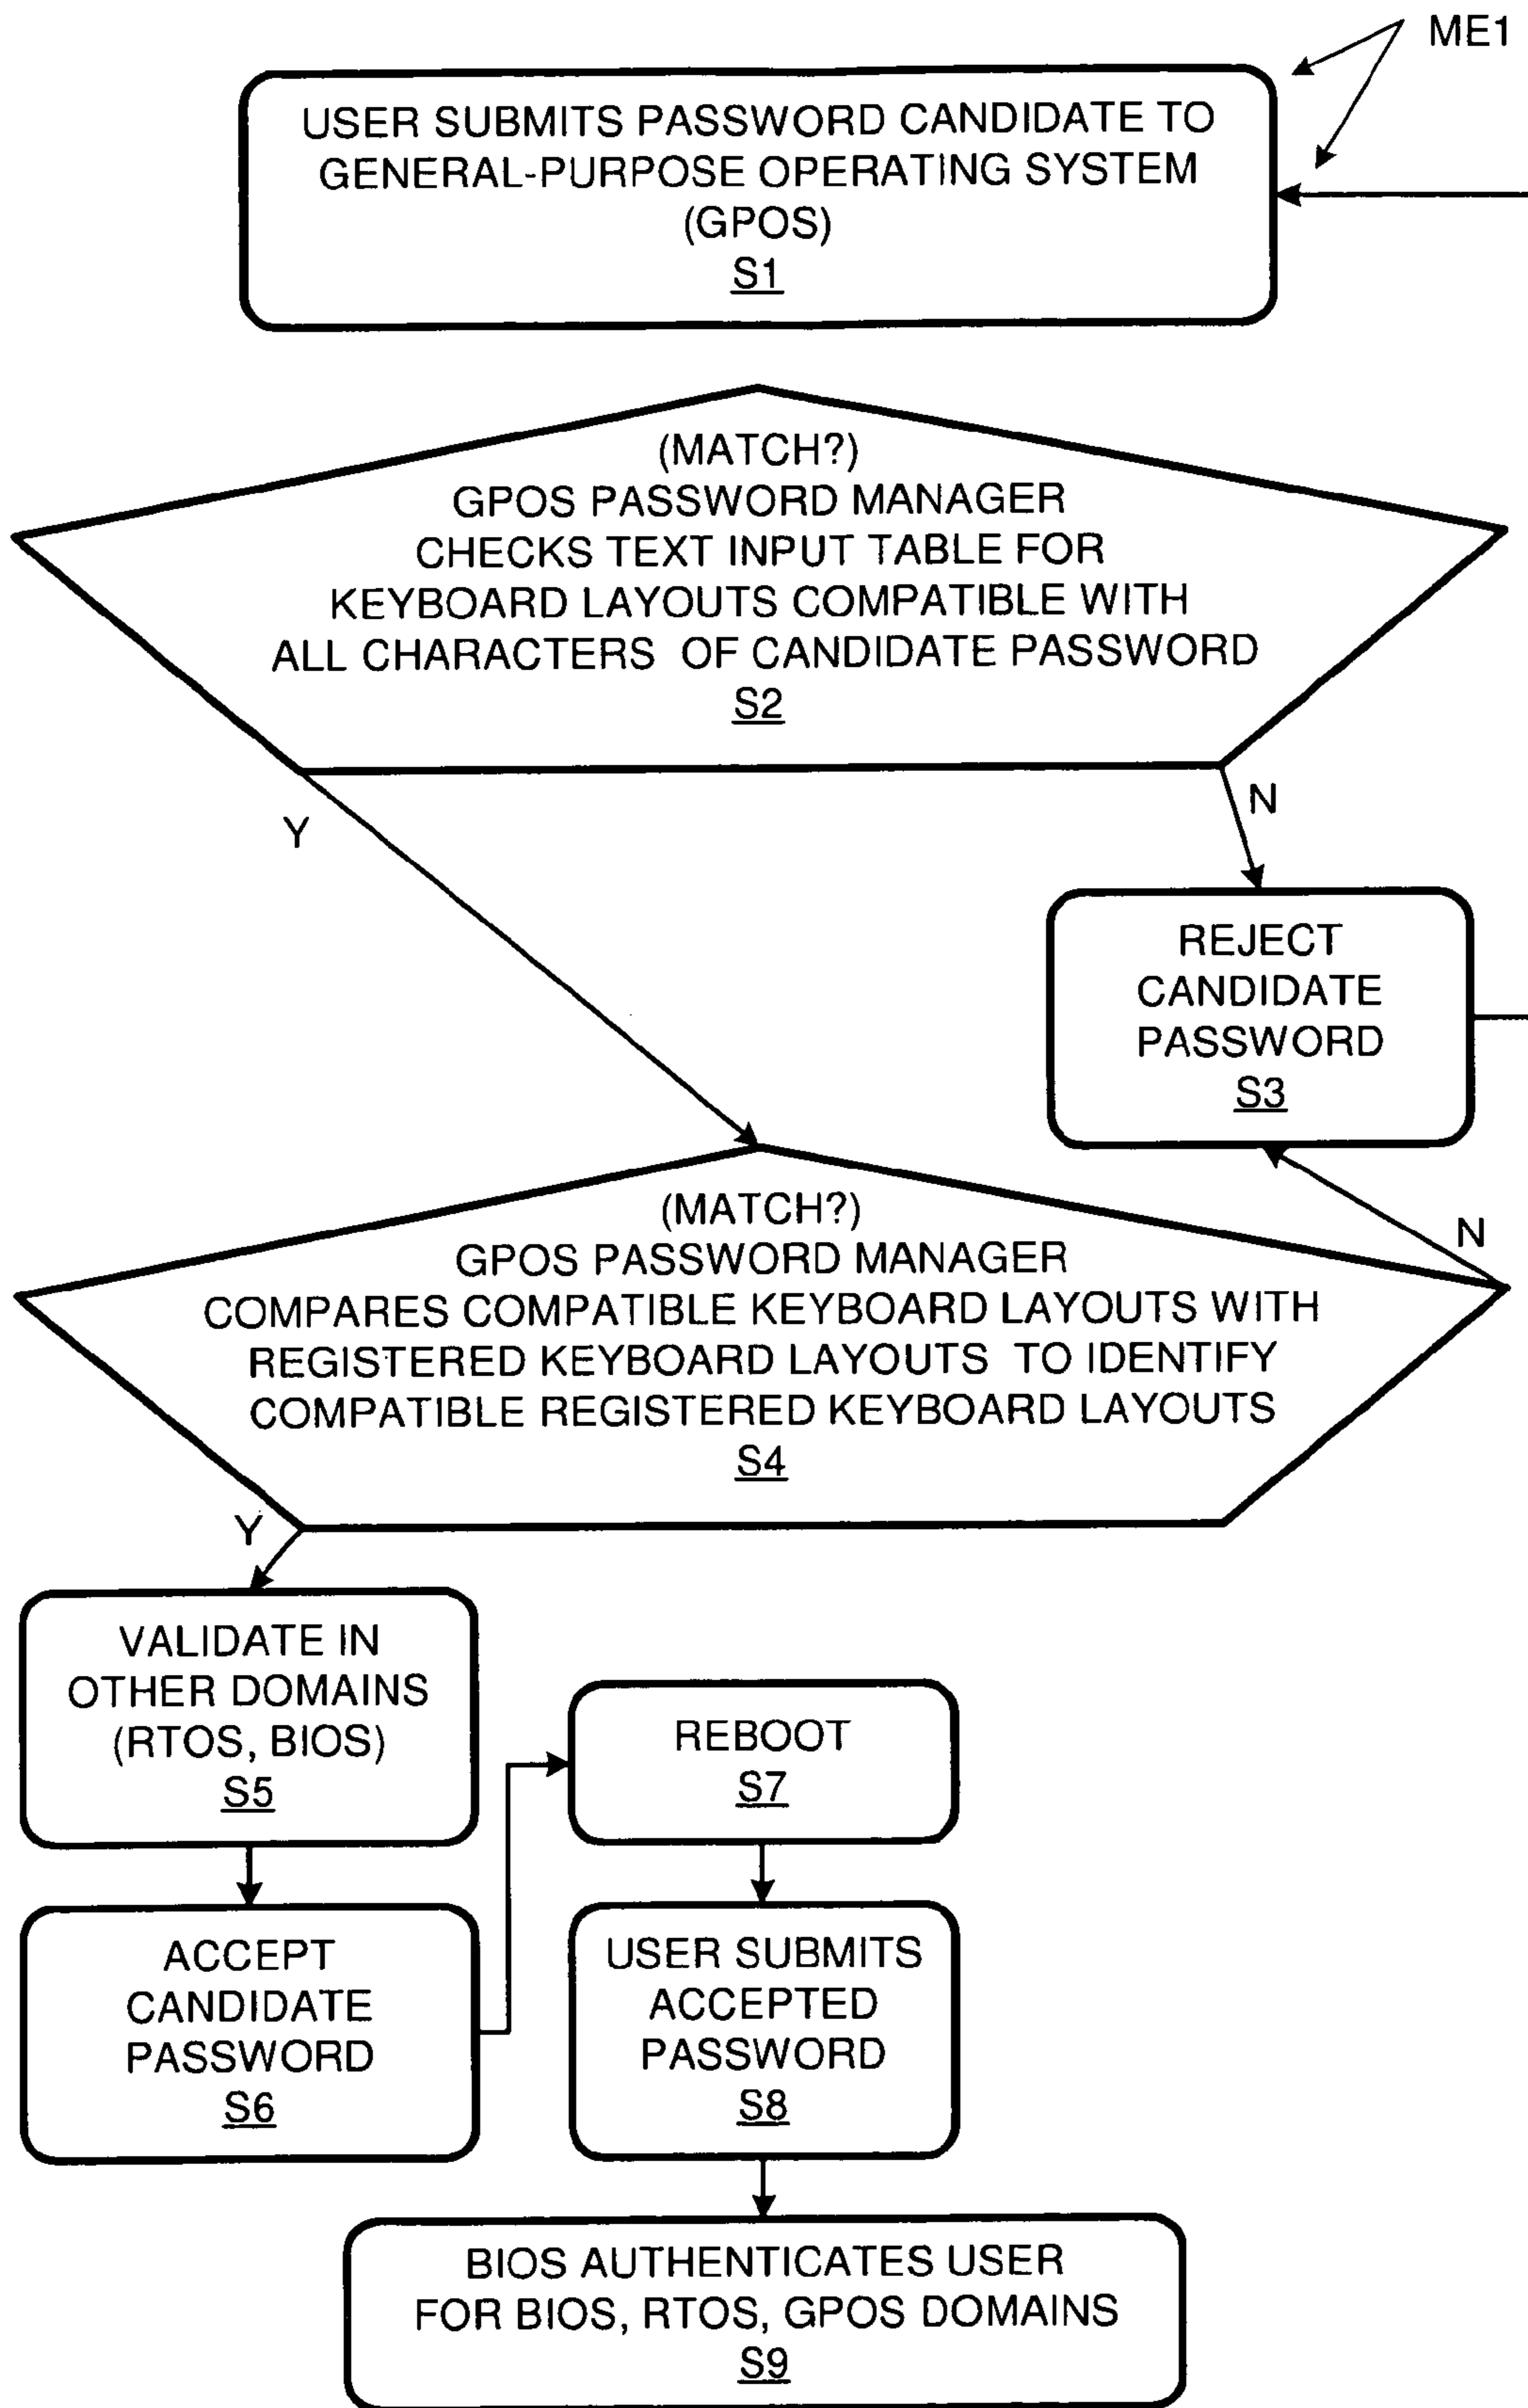 ME1
USER SUBMITS PASSWORD CANDIDATE TO
GENERAL-PURPOSE OPERATING SYSTEM
(GPOS)
S1
(MATCH?)
GPOS PASSWORD MANAGER
CHECKS TEXT INPUT TABLE FOR
KEYBOARD LAYOUTS COMPATIBLE WITH
ALL CHARACTERS OF CANDIDATE PASSWORD
S2
Y
N
REJECT
CANDIDATE
PASSWORD
S3
(MATCH?)
GPOS PASSWORD MANAGER
COMPARES COMPATIBLE KEYBOARD LAYOUTS WITH
REGISTERED KEYBOARD LAYOUTS TO IDENTIFY
COMPATIBLE REGISTERED KEYBOARD LAYOUTS
S4
N
Y
VALIDATE IN
OTHER DOMAINS
(RTOS, BIOS)
S5
ACCEPT
CANDIDATE
PASSWORD
S6
REBOOT
S7
USER SUBMITS
ACCEPTED
PASSWORD
S8
BIOS AUTHENTICATES USER
FOR BIOS, RTOS, GPOS DOMAINS
S9